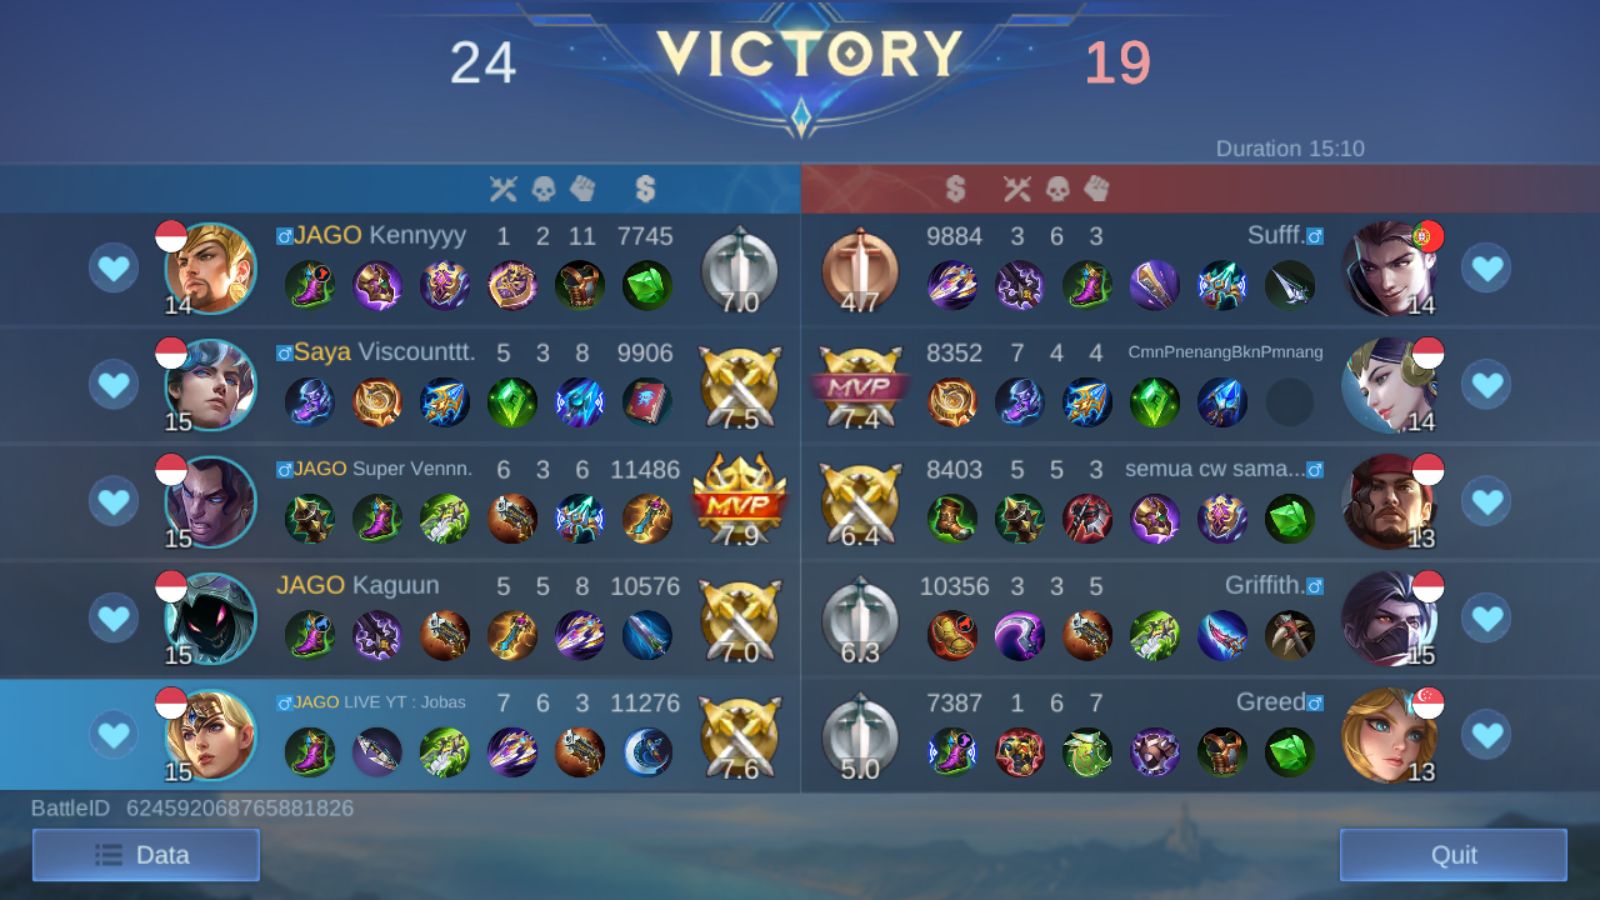 24 VICTORY 19
Duration 15:10
JAGO Kennyyy 1 2 11 7745 7.0
14
4.7 9884 3 6 3 Sufff.
14
Saya Viscounttt. 5 3 8 9906 7.5
15
MVP 7.4 8352 7 4 4 CmnPnenangBknPmnang
14
JAGO Super Vennn. 6 3 6 11486 MVP 7.9
15
6.4 8403 5 5 3 semua cw sama...
13
JAGO Kaguun 5 5 8 10576 7.0
15
6.3 10356 3 3 5 Griffith.
15
JAGO LIVE YT : Jobas 7 6 3 11276 7.6
15
5.0 7387 1 6 7 Greed
13
BattleID 624592068765881826
Data
Quit